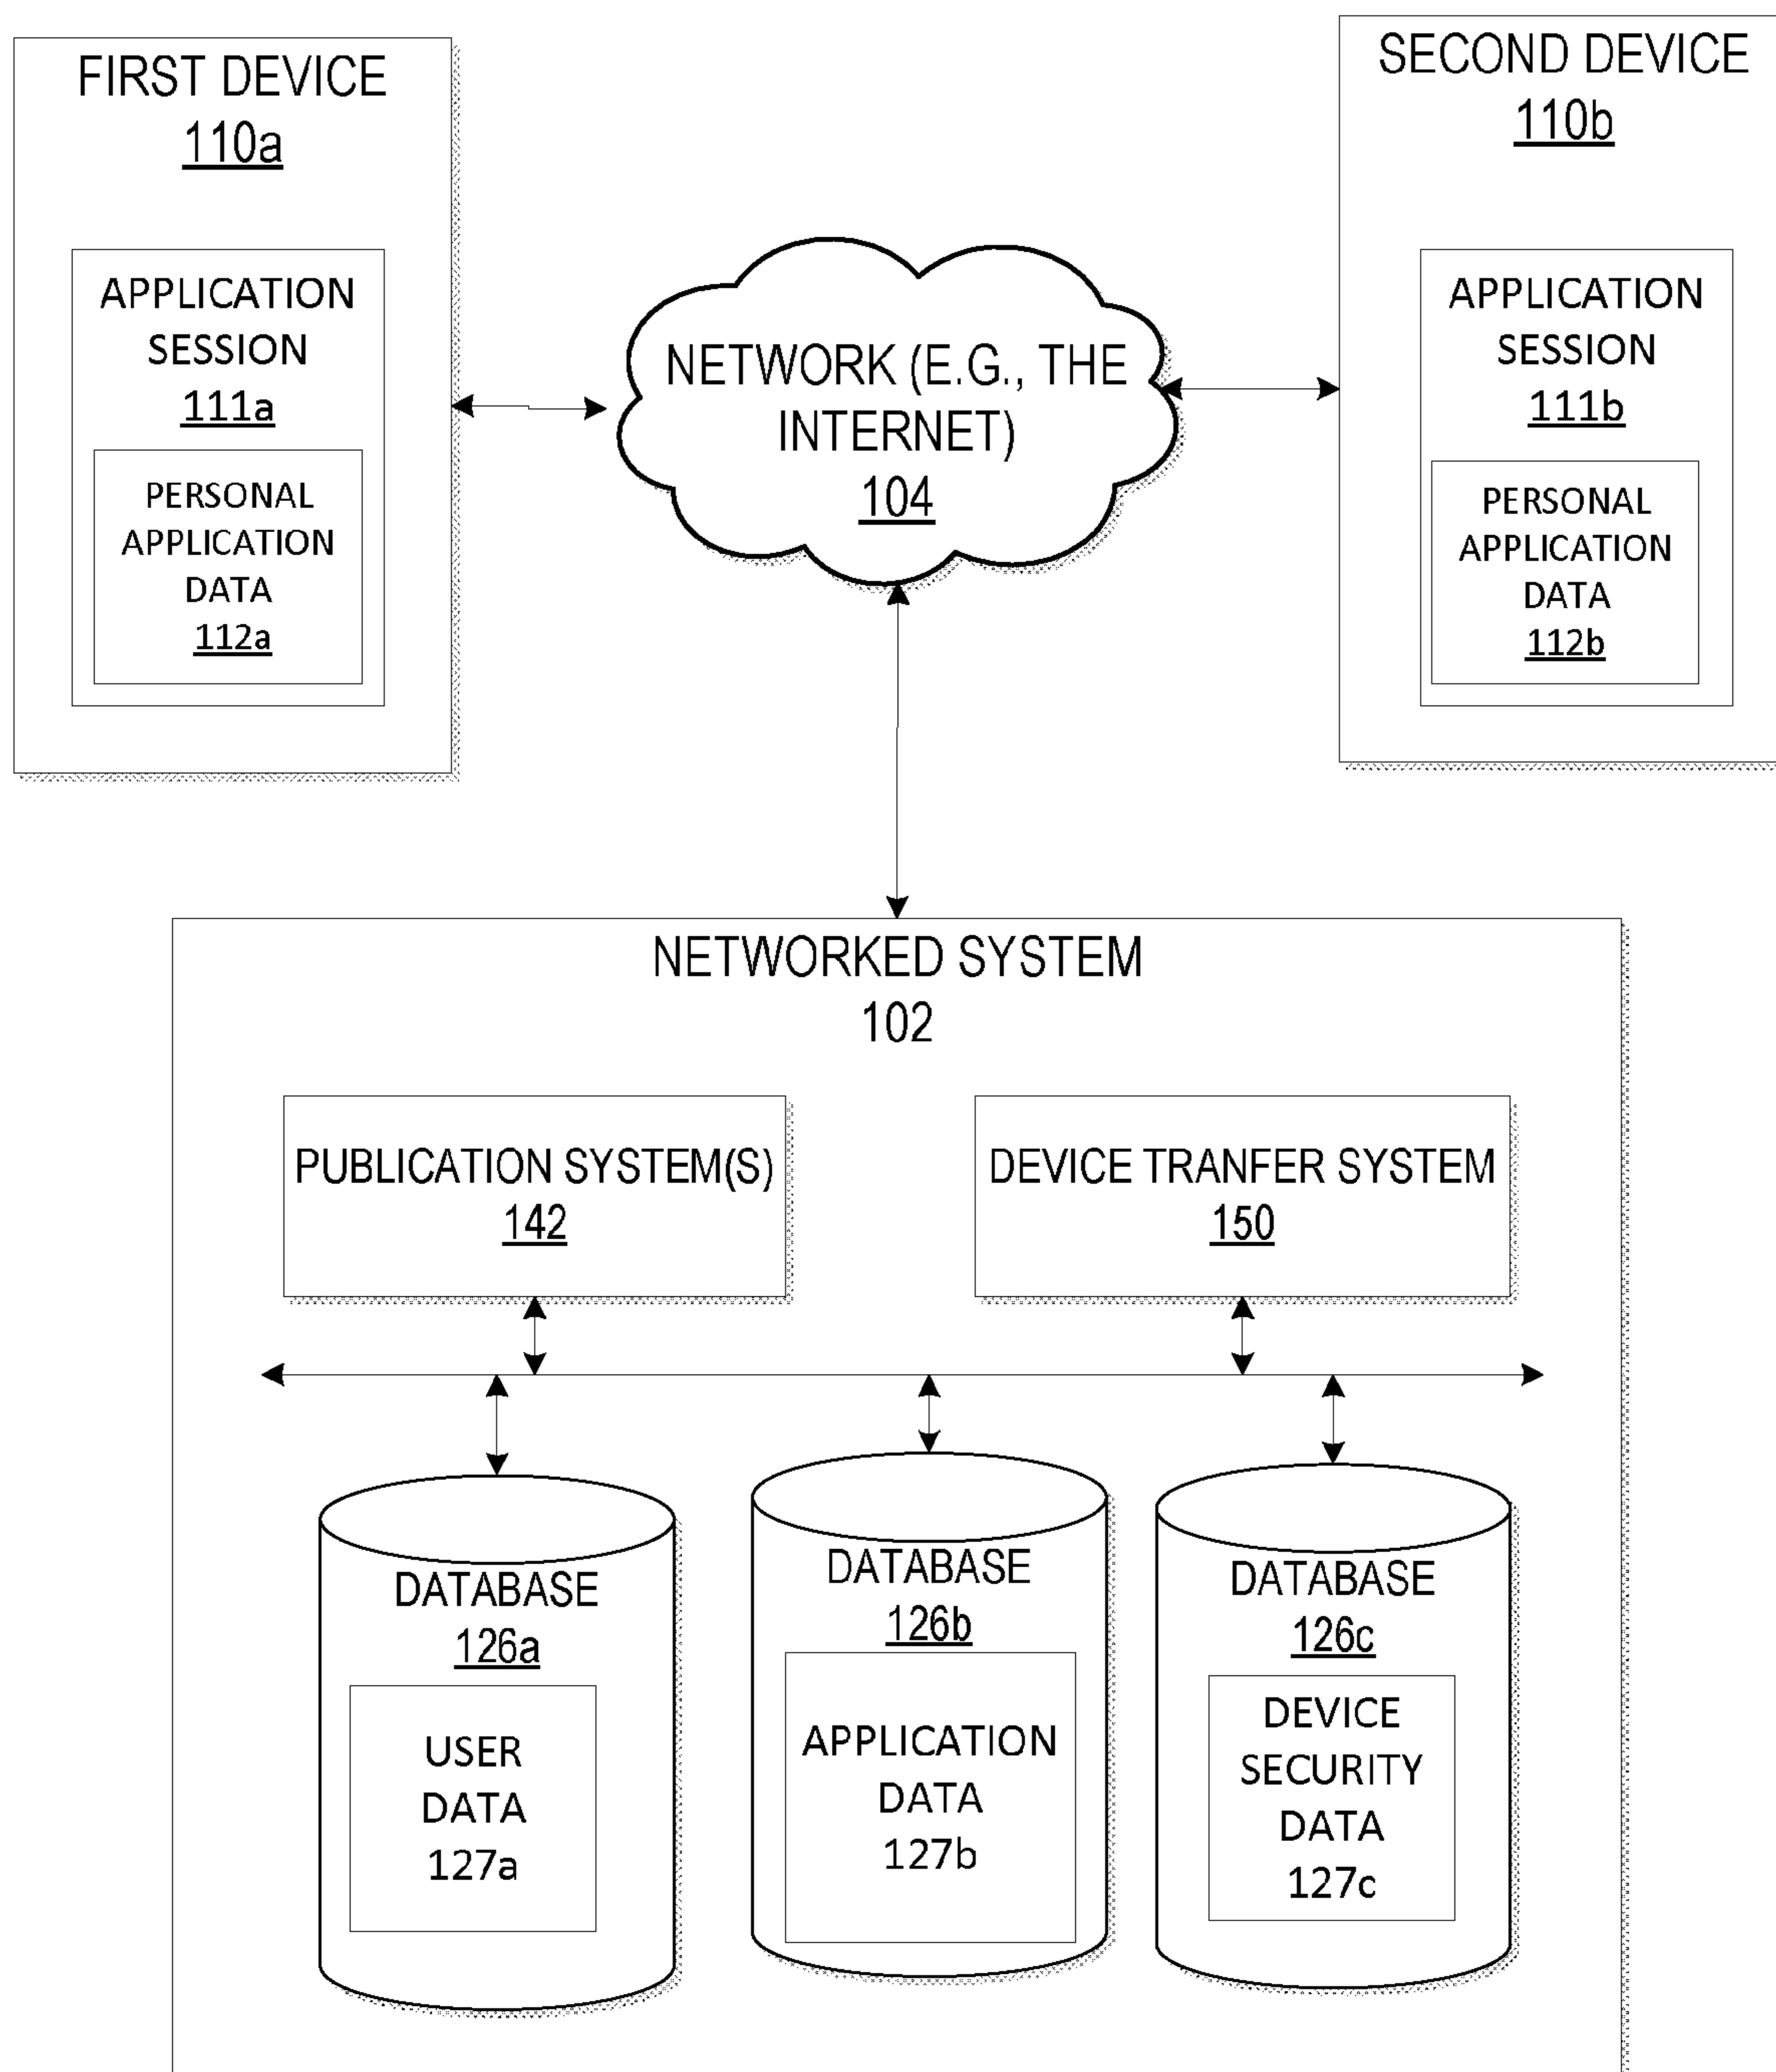 FIRST DEVICE
110a
APPLICATION
SESSION
111a
PERSONAL
APPLICATION
DATA
112a
NETWORK (E.G., THE
INTERNET)
104
SECOND DEVICE
110b
APPLICATION
SESSION
111b
PERSONAL
APPLICATION
DATA
112b
NETWORKED SYSTEM
102
PUBLICATION SYSTEM(S)
142
DEVICE TRANFER SYSTEM
150
DATABASE
126a
USER
DATA
127a
DATABASE
126b
APPLICATION
DATA
127b
DATABASE
126c
DEVICE
SECURITY
DATA
127c